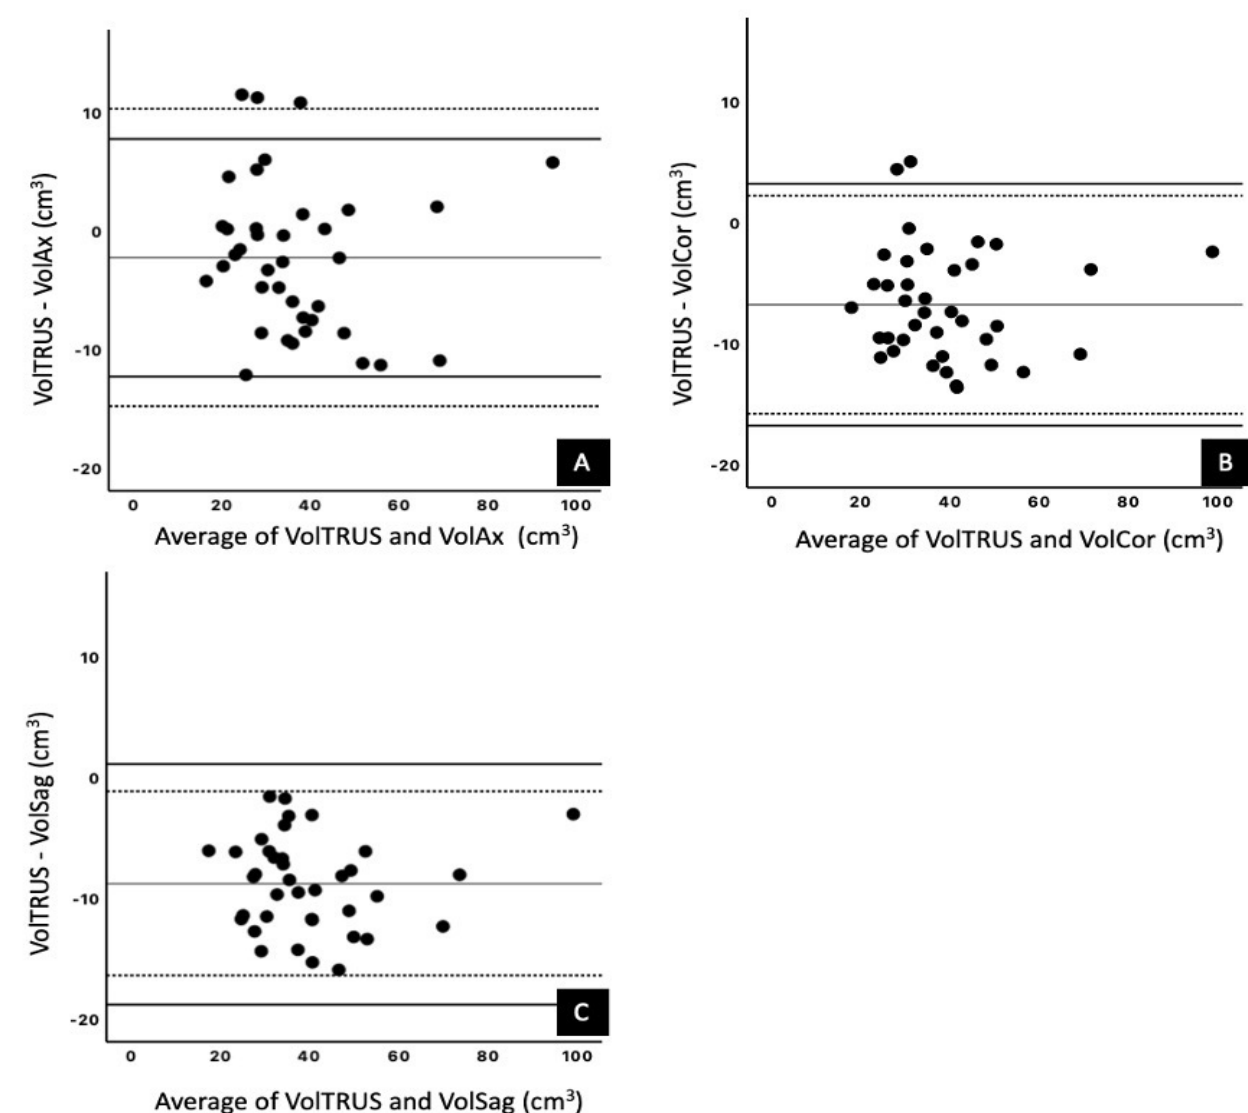 10
0
-10
-20
VolTRUS - VolAx (cm³)
0 20 40 60 80 100
Average of VolTRUS and VolAx (cm³)
A
10
0
-10
-20
VolTRUS - VolCor (cm³)
0 20 40 60 80 100
Average of VolTRUS and VolCor (cm³)
B
10
0
-10
-20
VolTRUS - VolSag (cm³)
0 20 40 60 80 100
Average of VolTRUS and VolSag (cm³)
C